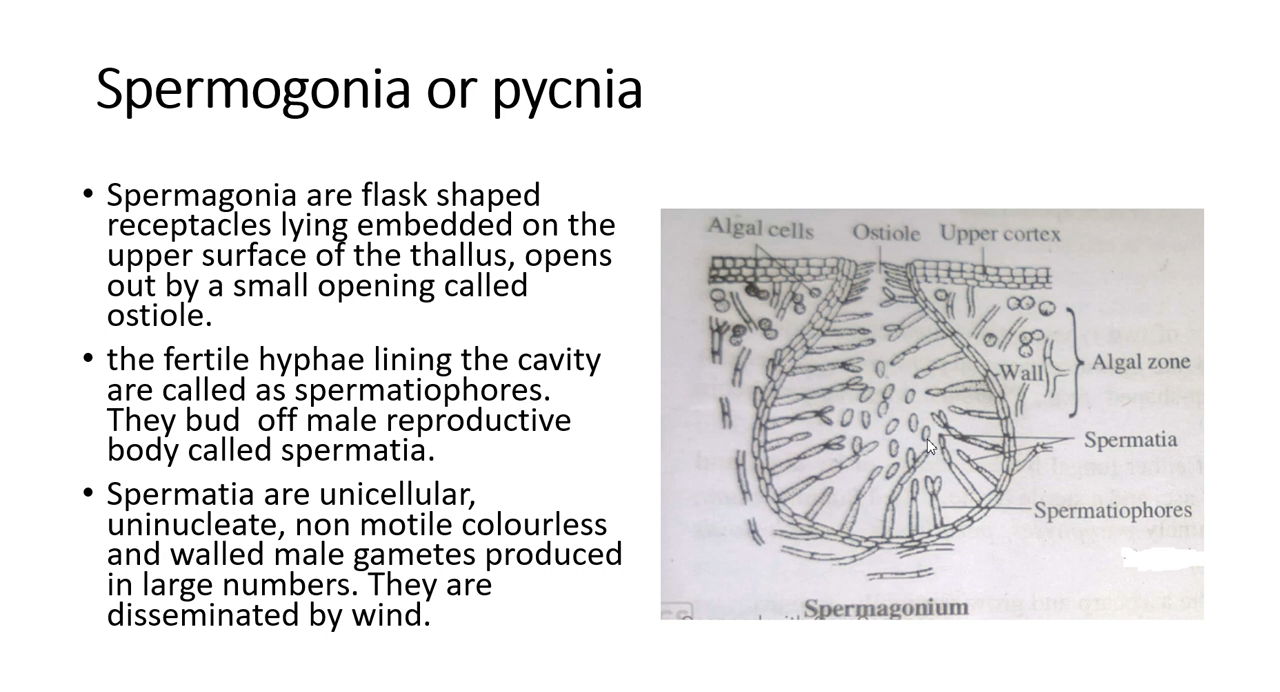 Spermogonia or pycnia
• Spermagonia are flask shaped
receptacles lying embedded on the
upper surface of the thallus, opens
out by a small opening called
ostiole.
• the fertile hyphae lining the cavity
are called as spermatiophores.
They bud  off male reproductive
body called spermatia.
• Spermatia are unicellular,
uninucleate, non motile colourless
and walled male gametes produced
in large numbers. They are
disseminated by wind.
Algal cells
Ostiole
Upper cortex
Wall
Algal zone
Spermatia
Spermatiophores
Spermagonium